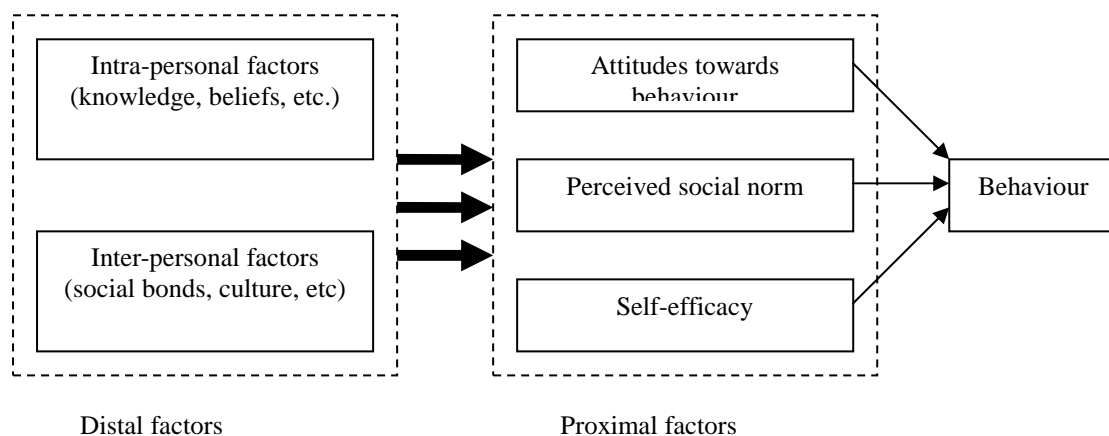 Intra-personal factors
(knowledge, beliefs, etc.)
Inter-personal factors
(social bonds, culture, etc)
Attitudes towards
behaviour
Perceived social norm
Self-efficacy
Behaviour
Distal factors
Proximal factors